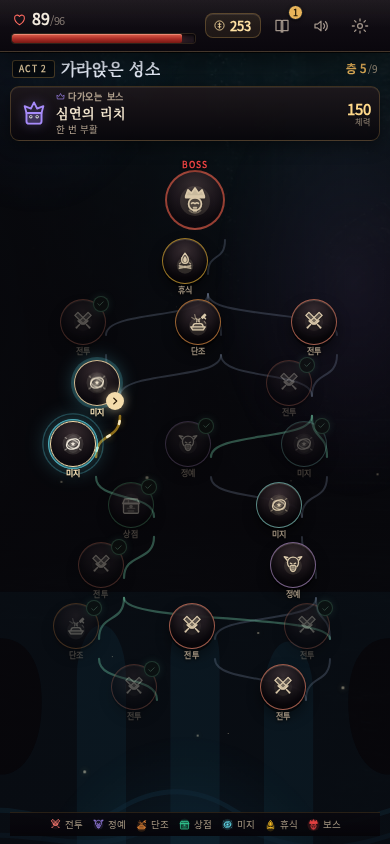 89/96
253
1
ACT 2 가라앉은 성소
층 5/9
다가오는 보스
심연의 리치
한 번 부활
150
체력
BOSS
휴식
전투
단조
전투
미지
전투
미지
정예
미지
상점
미지
전투
정예
단조
전투
전투
전투
전투
전투 정예 단조 상점 미지 휴식 보스